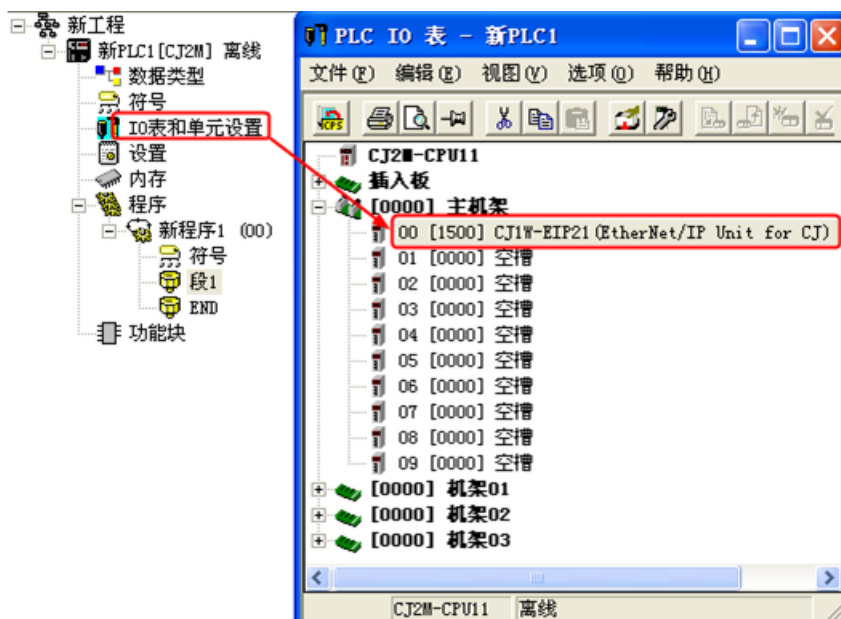 新工程
新PLC1[CJ2M] 离线
数据类型
符号
IO表和单元设置
设置
内存
程序
新程序1 (00)
符号
段1
END
功能块
PLC IO 表 - 新PLC1
文件(F) 编辑(E) 视图(V) 选项(O) 帮助(H)
CJ2M-CPU11
插入板
[0000] 主机架
00 [1500] CJ1W-EIP21(EtherNet/IP Unit for CJ)
01 [0000] 空槽
02 [0000] 空槽
03 [0000] 空槽
04 [0000] 空槽
05 [0000] 空槽
06 [0000] 空槽
07 [0000] 空槽
08 [0000] 空槽
09 [0000] 空槽
[0000] 机架01
[0000] 机架02
[0000] 机架03
CJ2M-CPU11 离线